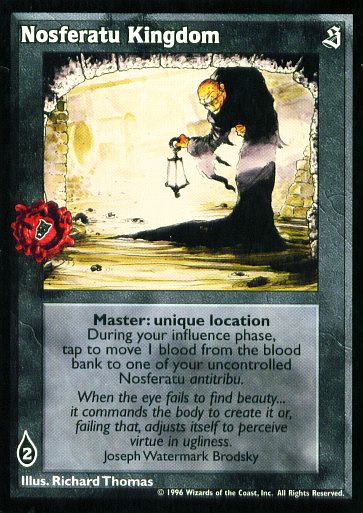 Nosferatu Kingdom
Master: unique location
During your influence phase,
tap to move 1 blood from the blood
bank to one of your uncontrolled
Nosferatu antitribu.
When the eye fails to find beauty...
it commands the body to create it or,
failing that, adjusts itself to perceive
virtue in ugliness.
Joseph Watermark Brodsky
2
Illus. Richard Thomas
© 1996 Wizards of the Coast, Inc. All Rights Reserved.